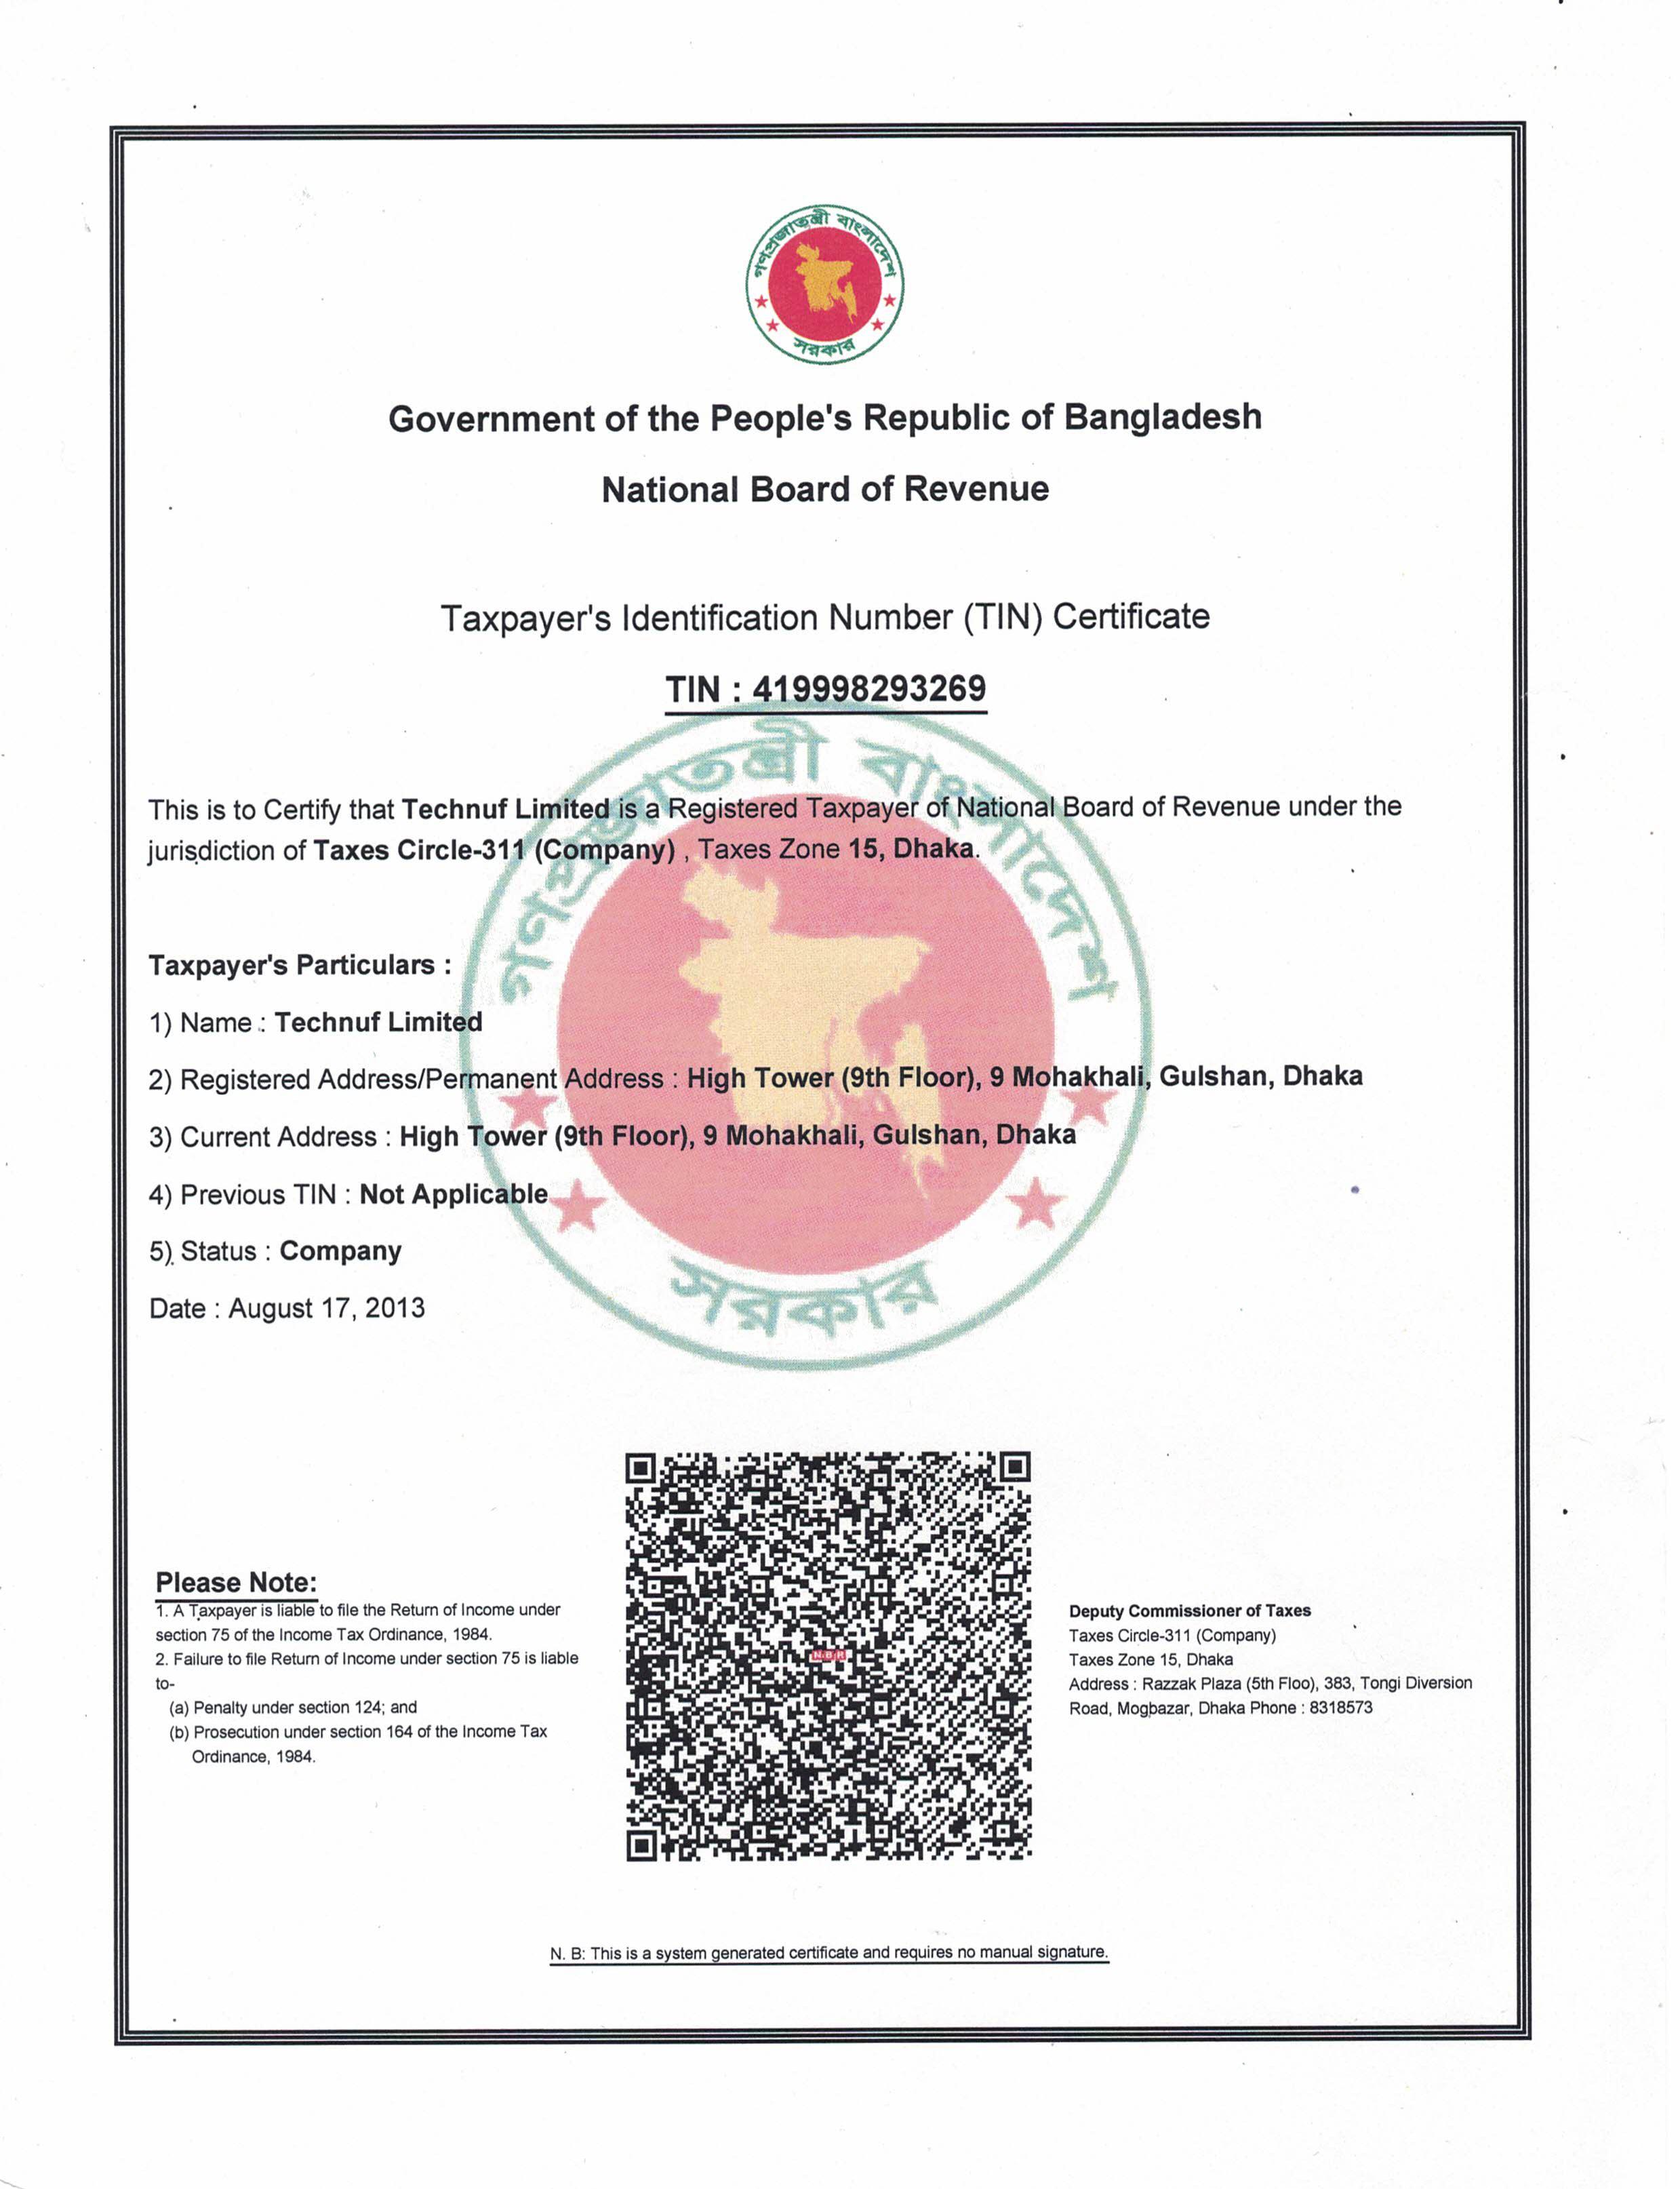 গণপ্রজাতন্ত্রী বাংলাদেশ
সরকার
Government of the People's Republic of Bangladesh
National Board of Revenue
Taxpayer's Identification Number (TIN) Certificate
TIN : 419998293269
গণপ্রজাতন্ত্রী বাংলাদেশ
This is to Certify that Technuf Limited is a Registered Taxpayer of National Board of Revenue under the
jurisdiction of Taxes Circle-311 (Company) , Taxes Zone 15, Dhaka.
Taxpayer's Particulars :
1) Name : Technuf Limited
2) Registered Address/Permanent Address : High Tower (9th Floor), 9 Mohakhali, Gulshan, Dhaka
3) Current Address : High Tower (9th Floor), 9 Mohakhali, Gulshan, Dhaka
4) Previous TIN : Not Applicable
5) Status : Company
সরকার
Date : August 17, 2013
Please Note:
1. A Taxpayer is liable to file the Return of Income under
section 75 of the Income Tax Ordinance, 1984.
2. Failure to file Return of Income under section 75 is liable
to-
(a) Penalty under section 124; and
(b) Prosecution under section 164 of the Income Tax
Ordinance, 1984.
N.B.R
Deputy Commissioner of Taxes
Taxes Circle-311 (Company)
Taxes Zone 15, Dhaka
Address : Razzak Plaza (5th Floo), 383, Tongi Diversion
Road, Mogbazar, Dhaka Phone : 8318573
N. B: This is a system generated certificate and requires no manual signature.